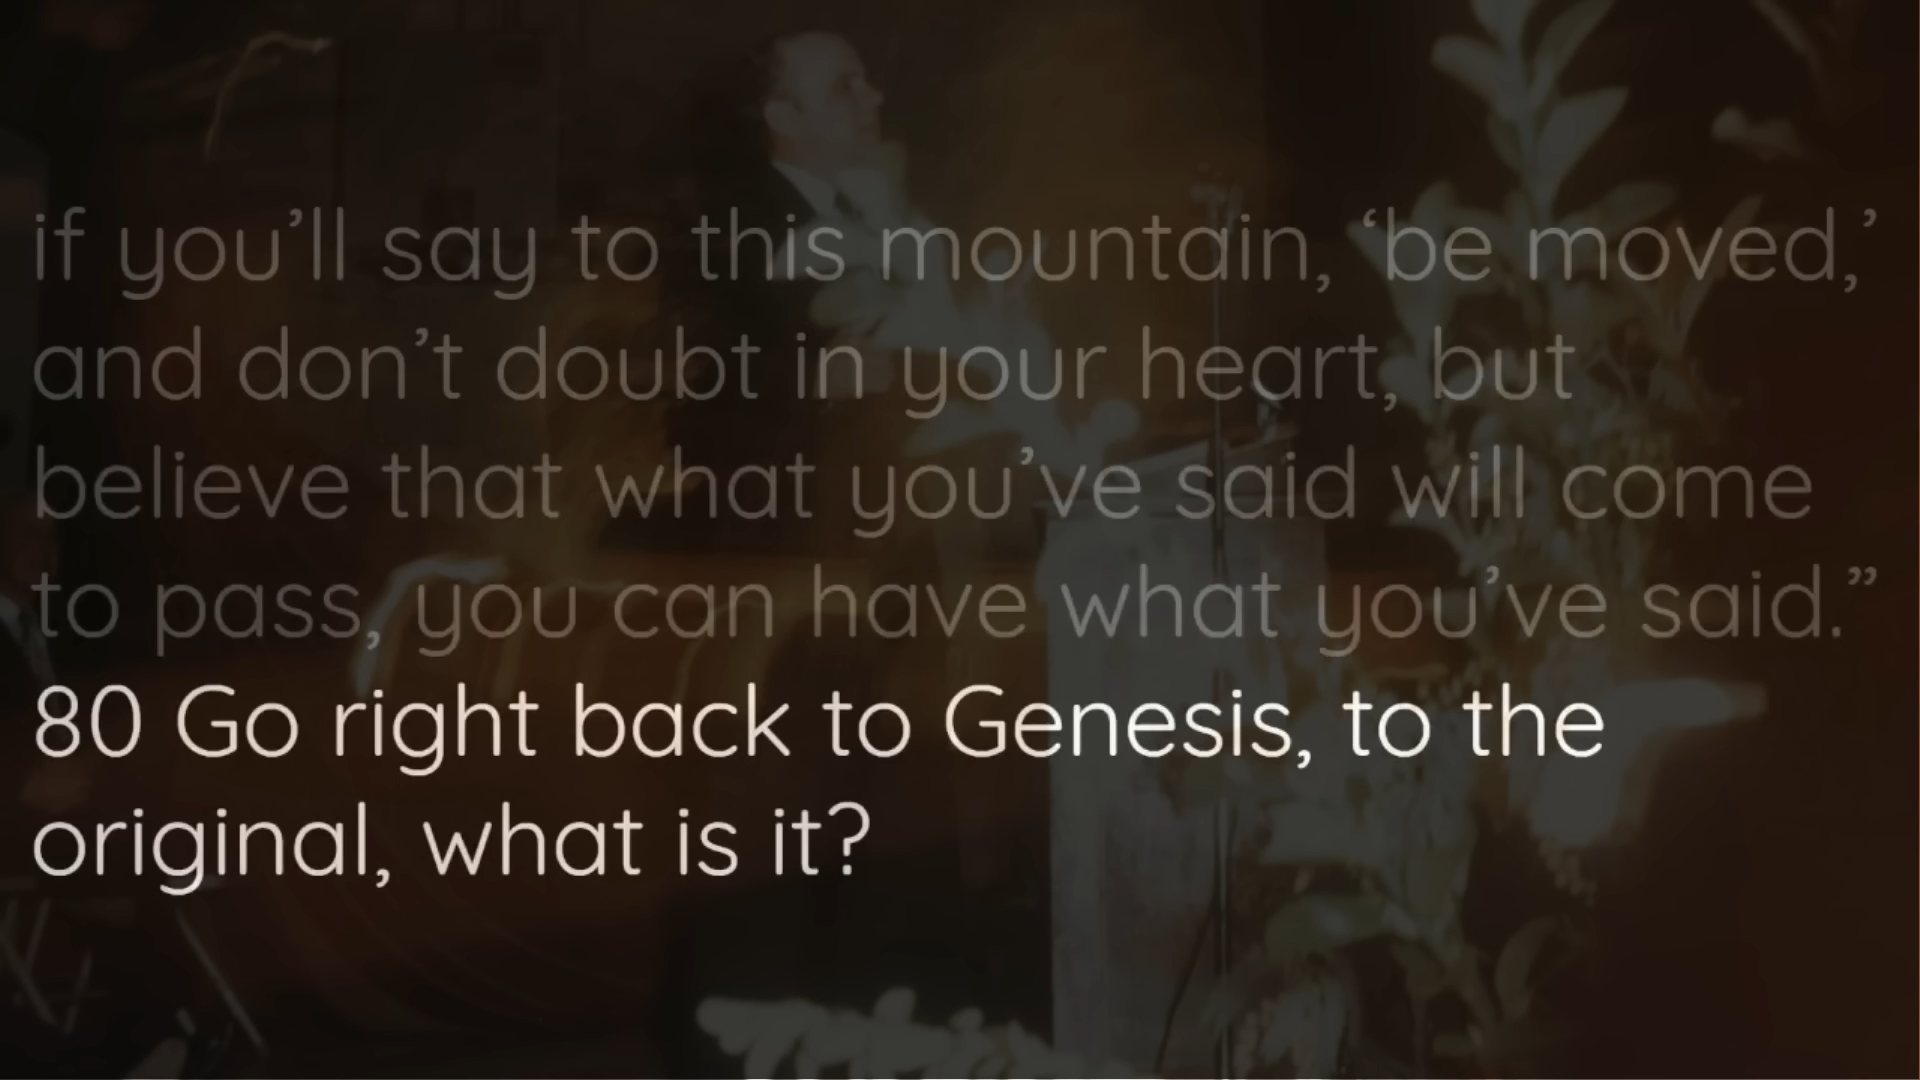 if you’ll say to this mountain, ‘be moved,’
and don’t doubt in your heart, but
believe that what you’ve said will come
to pass, you can have what you’ve said.”
80 Go right back to Genesis, to the
original, what is it?